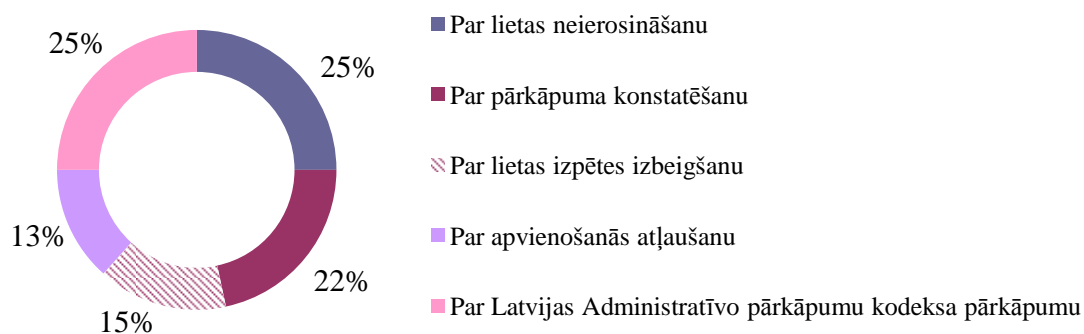 25%
25%
22%
15%
13%
Par lietas neierosināšanu
Par pārkāpuma konstatēšanu
Par lietas izpētes izbeigšanu
Par apvienošanās atļaušanu
Par Latvijas Administratīvo pārkāpumu kodeksa pārkāpumu